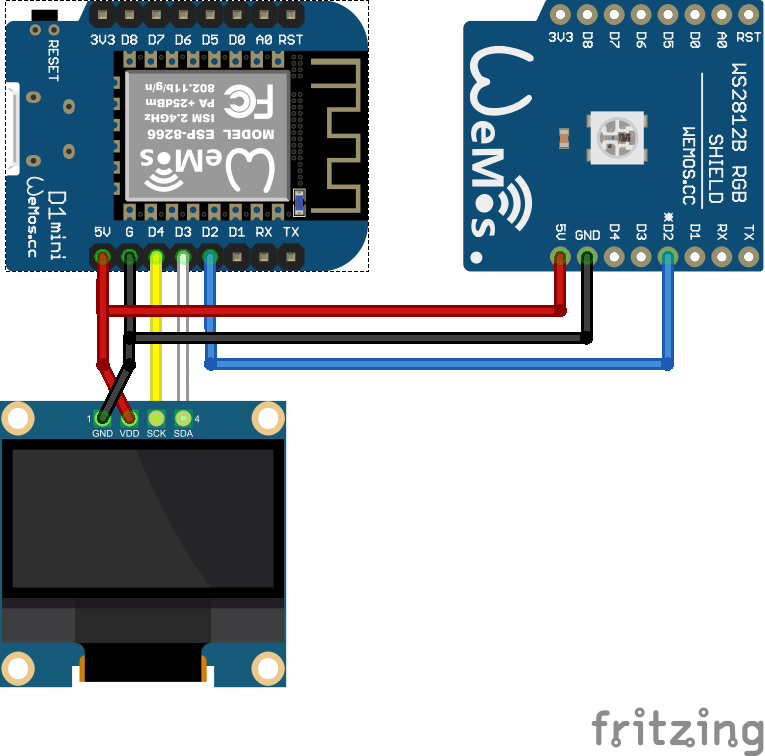 3V3 D8 D7 D6 D5 D0 A0 RST
RESET
MODEL ESP-8266
ISM 2.4GHz
PA +25dBm
802.11b/g/n
FC
WeMos
D1mini
WeMos.cc
5V G D4 D3 D2 D1 RX TX
3V3 D8 D7 D6 D5 D0 A0 RST
WeMos.
WS2812B RGB
SHIELD
WEMOS.CC
5V GND D4 D3 D2 D1 RX TX
1 4
GND VDD SCK SDA
fritzing